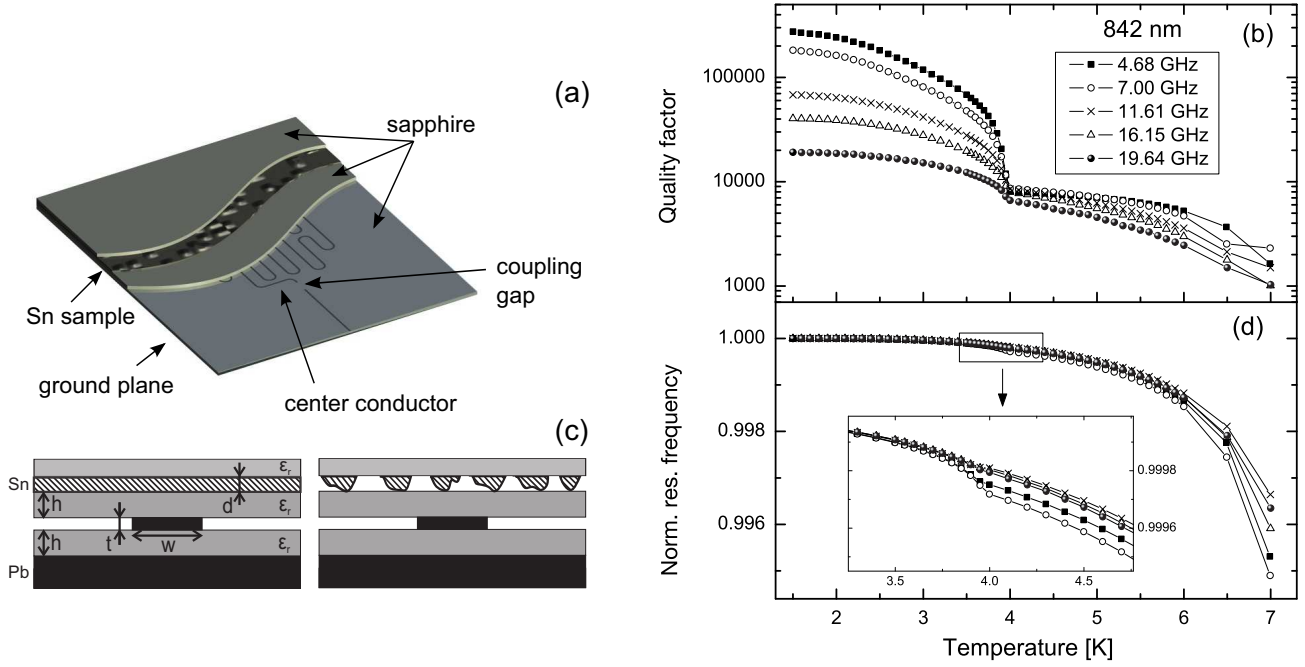 (a)
sapphire
coupling
gap
Sn sample
ground plane
center conductor
(c)
Sn
εr
h
d
εr
t
w
h
εr
Pb
(b)
842 nm
4.68 GHz
7.00 GHz
11.61 GHz
16.15 GHz
19.64 GHz
Quality factor
100000
10000
1000
(d)
Norm. res. frequency
1.000
0.998
0.996
0.9998
0.9996
3.5 4.0 4.5
2 3 4 5 6 7
Temperature [K]